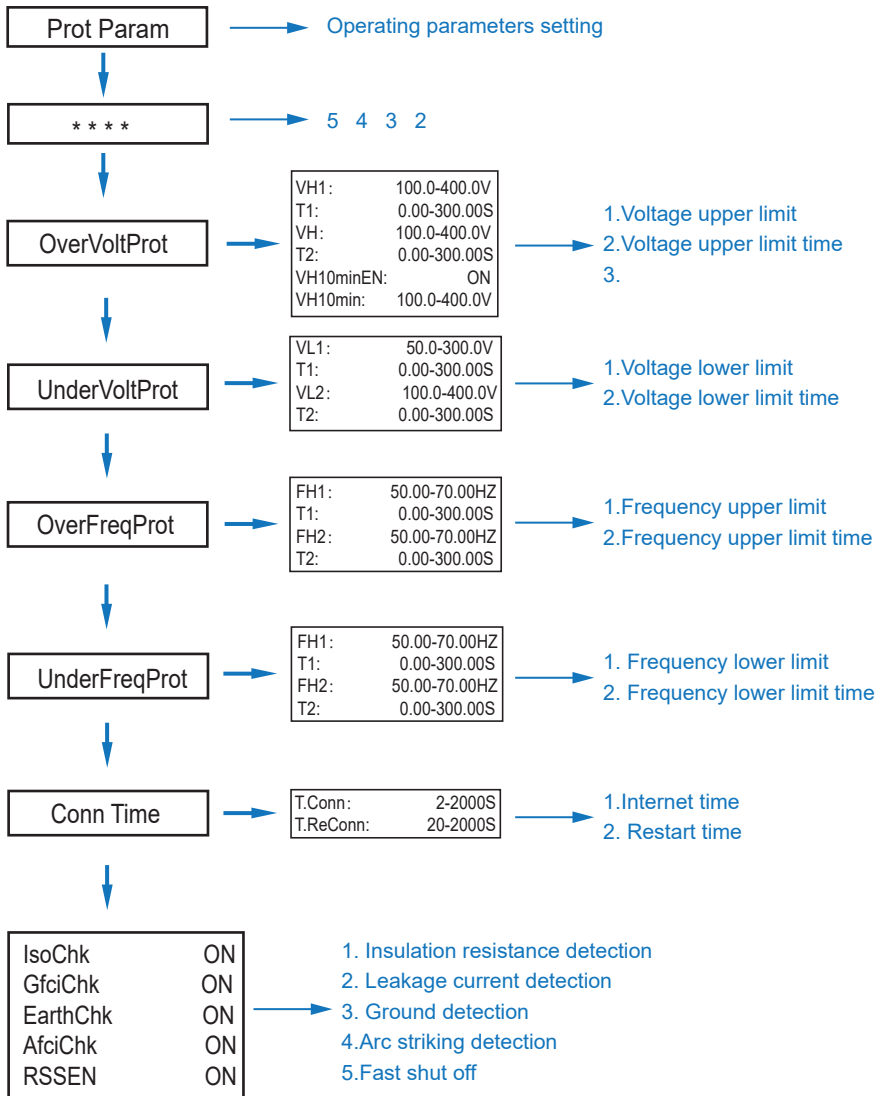 Prot Param
Operating parameters setting
* * * *
5 4 3 2
OverVoltProt
VH1: 100.0-400.0V
T1: 0.00-300.00S
VH: 100.0-400.0V
T2: 0.00-300.00S
VH10minEN: ON
VH10min: 100.0-400.0V
1.Voltage upper limit
2.Voltage upper limit time
3.
UnderVoltProt
VL1: 50.0-300.0V
T1: 0.00-300.00S
VL2: 100.0-400.0V
T2: 0.00-300.00S
1.Voltage lower limit
2.Voltage lower limit time
OverFreqProt
FH1: 50.00-70.00HZ
T1: 0.00-300.00S
FH2: 50.00-70.00HZ
T2: 0.00-300.00S
1.Frequency upper limit
2.Frequency upper limit time
UnderFreqProt
FH1: 50.00-70.00HZ
T1: 0.00-300.00S
FH2: 50.00-70.00HZ
T2: 0.00-300.00S
1. Frequency lower limit
2. Frequency lower limit time
Conn Time
T.Conn: 2-2000S
T.ReConn: 20-2000S
1.Internet time
2. Restart time
IsoChk ON
GfciChk ON
EarthChk ON
AfciChk ON
RSSEN ON
1. Insulation resistance detection
2. Leakage current detection
3. Ground detection
4.Arc striking detection
5.Fast shut off